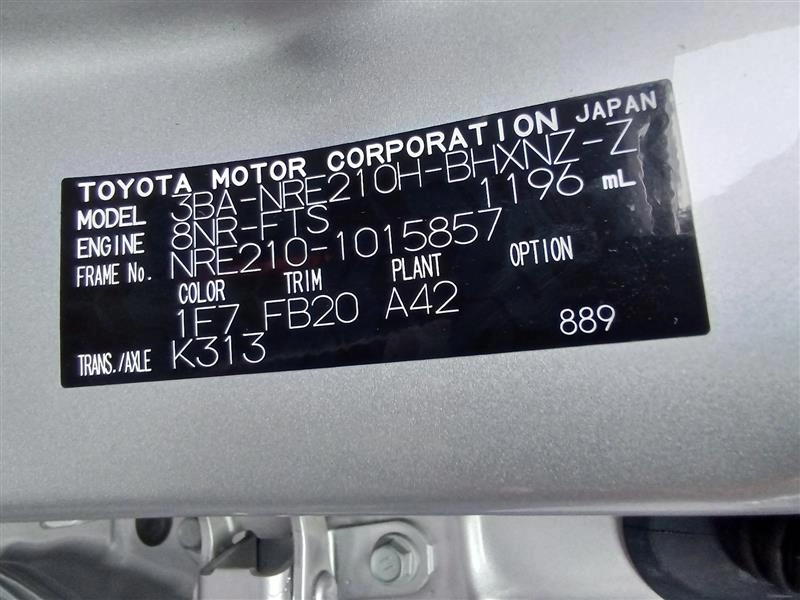 TOYOTA MOTOR CORPORATION JAPAN
MODEL 3BA-NRE210H-BHXNZ-Z
ENGINE 8NR-FTS 1196 mL
FRAME No. NRE210-1015857
COLOR TRIM PLANT OPTION
1F7 FB20 A42
TRANS./AXLE K313 889